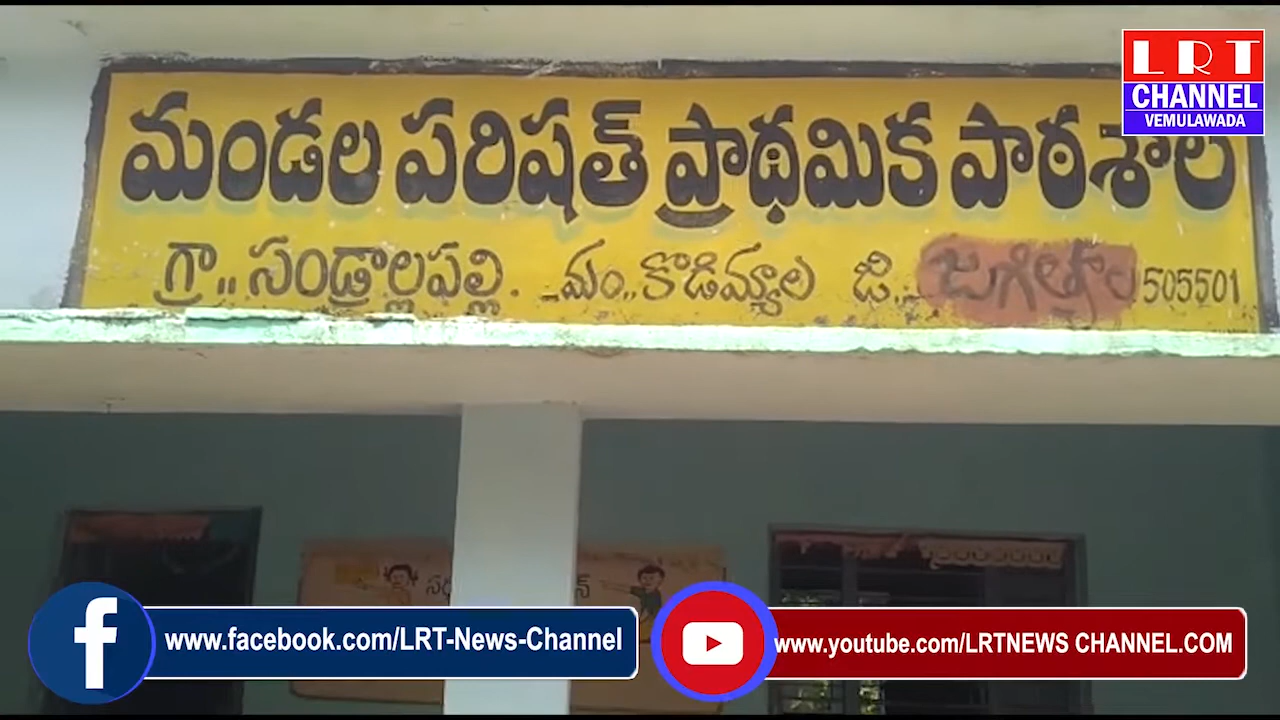 LRT
CHANNEL
VEMULAWADA
మండల పరిషత్ ప్రాథమిక పాఠశాల
గ్రా.. సండ్రాల్లపల్లి. మం.. కొడిమ్యాల జి.. జగిత్యాల 505501
www.facebook.com/LRT-News-Channel
www.youtube.com/LRTNEWS CHANNEL.COM